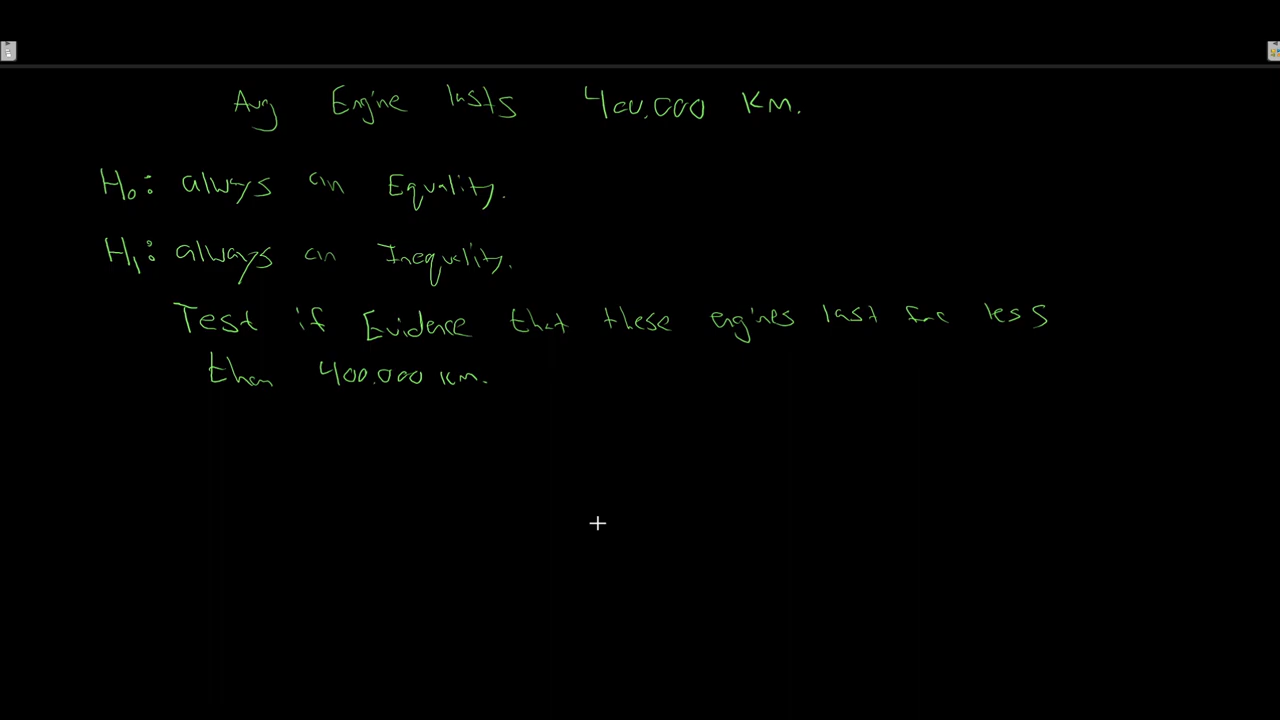 Avg Engine lasts 400.000 KM.
H₀: always an Equality.
H₁: always an Inequality.
Test if Evidence that these engines last for less
than 400.000 KM.